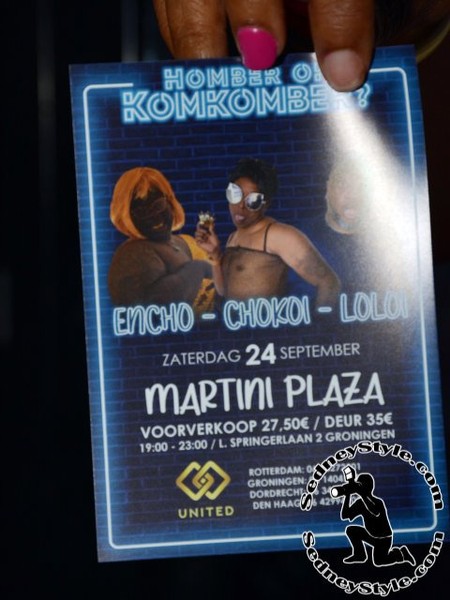 HOMBER OF
KOMKOMBER?
ENCHO - CHOKOI - LOLOI
ZATERDAG 24 SEPTEMBER
MARTINI PLAZA
VOORVERKOOP 27,50€ / DEUR 35€
19:00 - 23:00 / L. SPRINGERLAAN 2 GRONINGEN
UNITED
ROTTERDAM:
GRONINGEN:
DORDRECHT:
DEN HAAG:
SedneyStyle.com
SedneyStyle.com